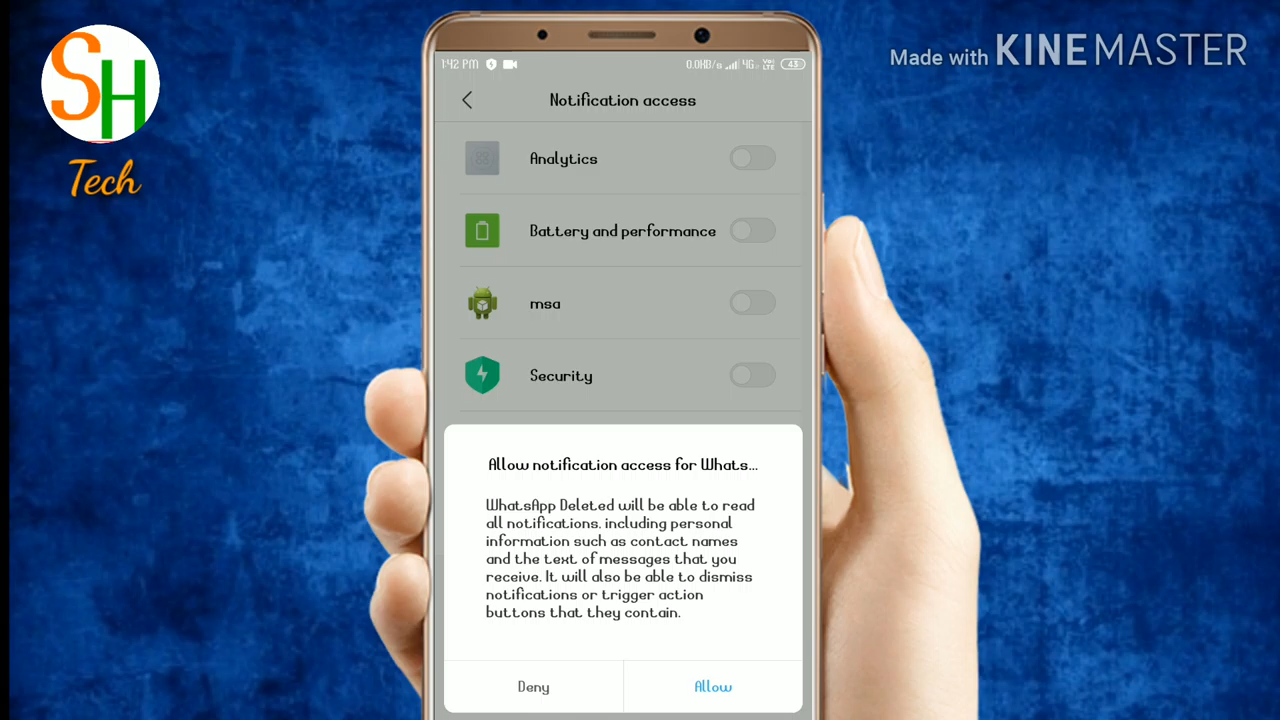 SH
Tech
Made with KINEMASTER
1:42 PM
0.0KB/s 4G VoLTE 43
Notification access
Analytics
Battery and performance
msa
Security
Allow notification access for Whats...
WhatsApp Deleted will be able to read
all notifications, including personal
information such as contact names
and the text of messages that you
receive. It will also be able to dismiss
notifications or trigger action
buttons that they contain.
Deny
Allow